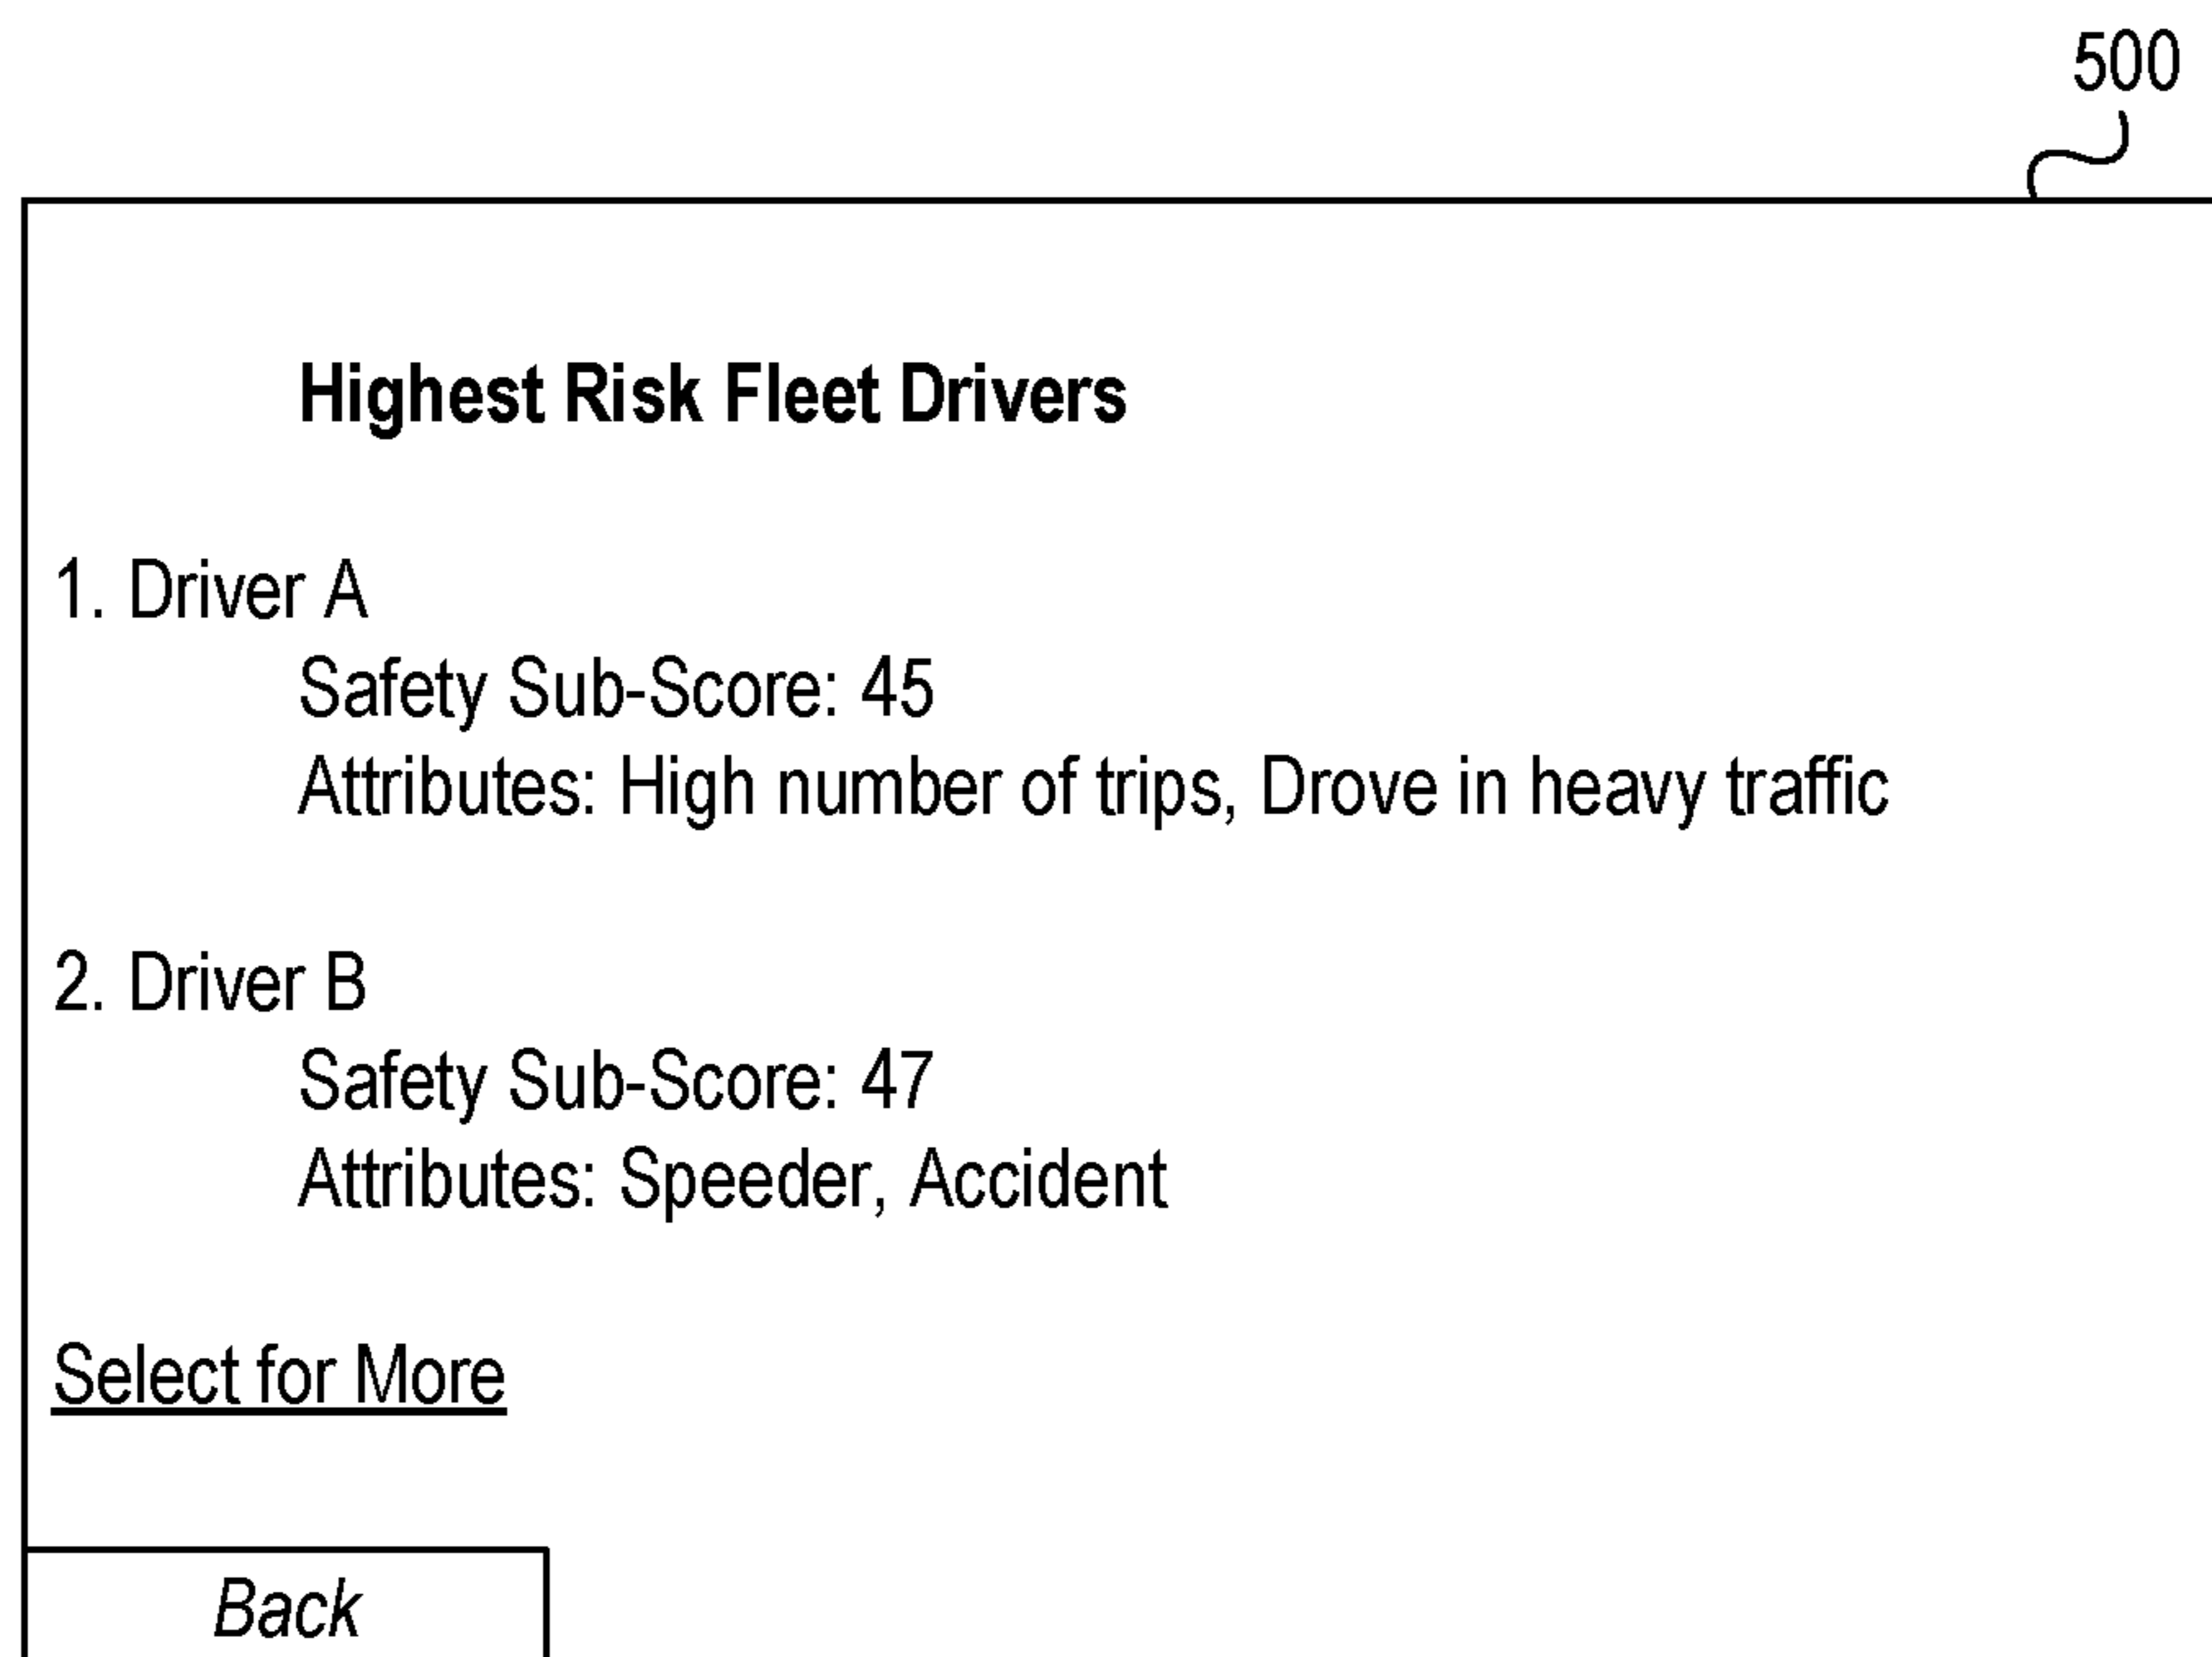 500
Highest Risk Fleet Drivers
1. Driver A
Safety Sub-Score: 45
Attributes: High number of trips, Drove in heavy traffic
2. Driver B
Safety Sub-Score: 47
Attributes: Speeder, Accident
Select for More
Back